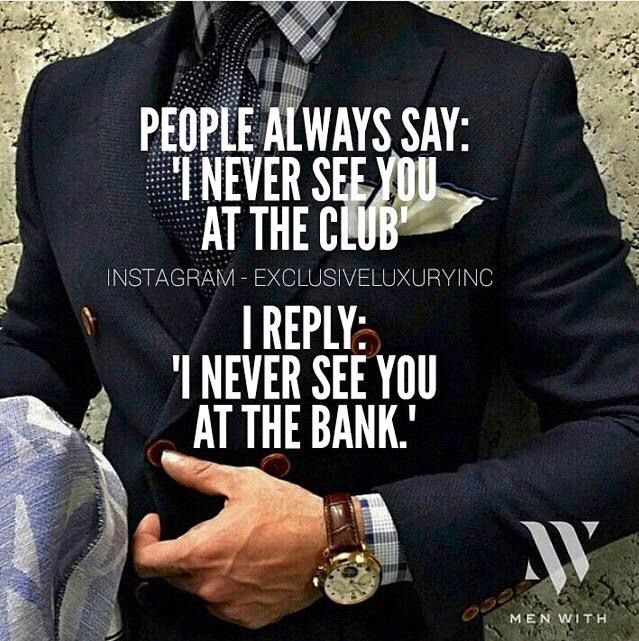 PEOPLE ALWAYS SAY:
'I NEVER SEE YOU
AT THE CLUB'
INSTAGRAM - EXCLUSIVELUXURYINC
I REPLY:
'I NEVER SEE YOU
AT THE BANK.'
W
MEN WITH